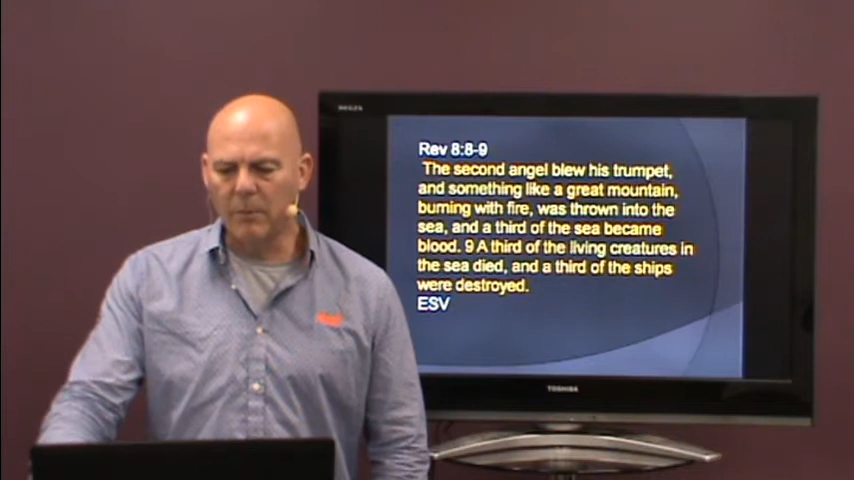 Rev 8:8-9
The second angel blew his trumpet,
and something like a great mountain,
burning with fire, was thrown into the
sea, and a third of the sea became
blood. 9 A third of the living creatures in
the sea died, and a third of the ships
were destroyed.
ESV
TOSHIBA